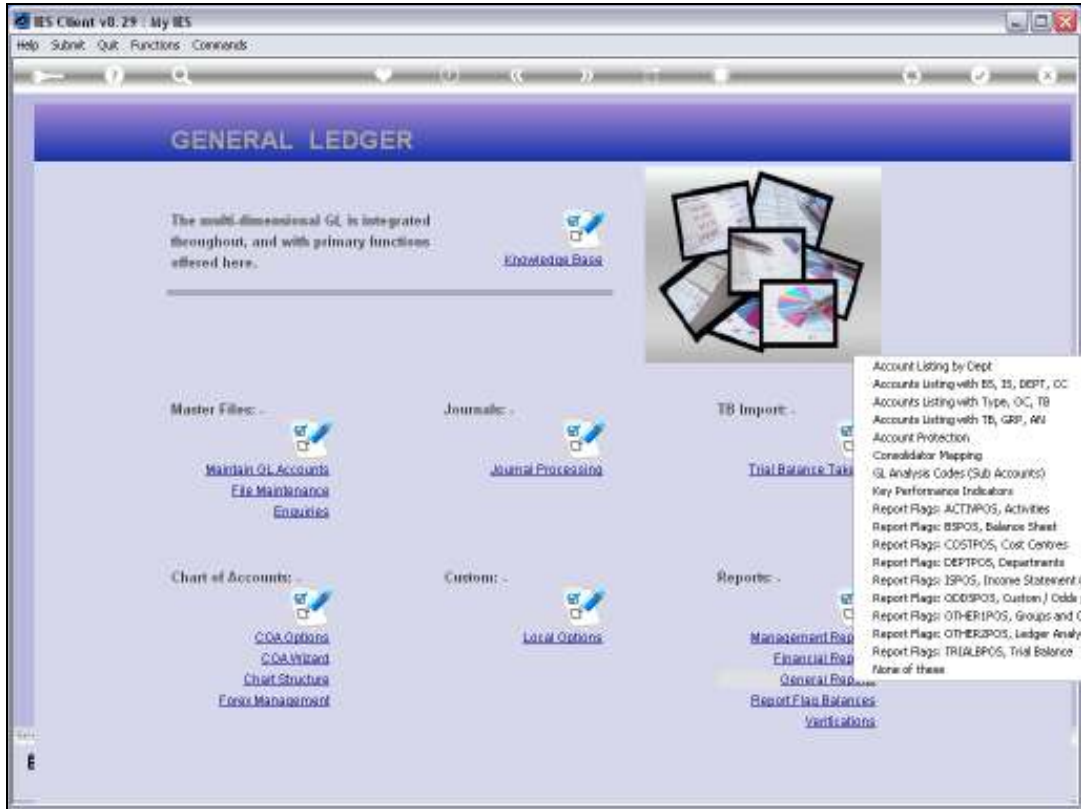 IES Client v8.29 : My IES
Help Submit Quit Functions Commands
GENERAL LEDGER
The multi-dimensional GL is integrated
throughout, and with primary functions
offered here.
Knowledge Base
Master Files: .
Maintain GL Accounts
File Maintenance
Enquiries
Journals: .
Journal Processing
TB Import: .
Trial Balance Take
Chart of Accounts: .
COA Options
COA Wizard
Chart Structure
Forex Management
Custom: .
Local Options
Reports: .
Management Rep
Financial Rep
General Reports
Report Flag Balances
Verifications
Account Listing by Dept
Accounts Listing with BS, IS, DEPT, CC
Accounts Listing with Type, OC, TB
Accounts Listing with TB, GRP, AN
Account Protection
Consolidator Mapping
GL Analysis Codes (Sub Accounts)
Key Performance Indicators
Report Flags: ACTIVPOS, Activities
Report Flags: BSPOS, Balance Sheet
Report Flags: COSTPOS, Cost Centres
Report Flags: DEPTPOS, Departments
Report Flags: ISPOS, Income Statement
Report Flags: ODDSPOS, Custom / Odds
Report Flags: OTHER1POS, Groups and
Report Flags: OTHER2POS, Ledger Analy
Report Flags: TRIALBPOS, Trial Balance
None of these